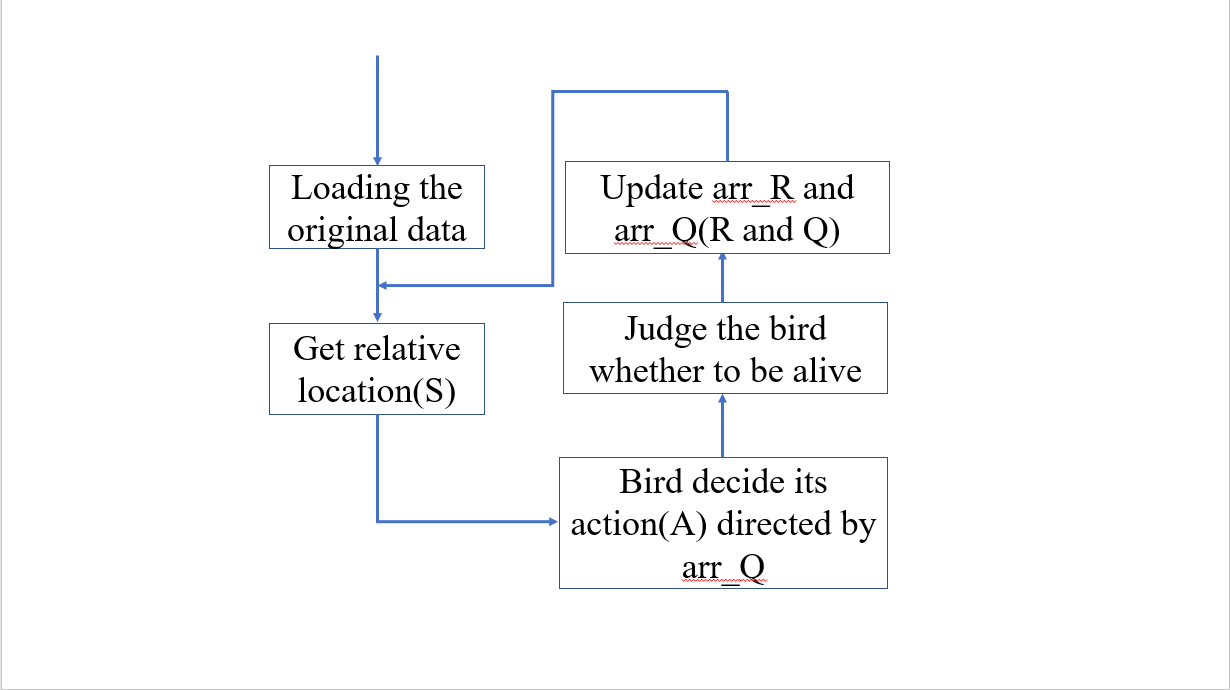 Loading the
original data
Get relative
location(S)
Bird decide its
action(A) directed by
arr_Q
Judge the bird
whether to be alive
Update arr_R and
arr_Q(R and Q)